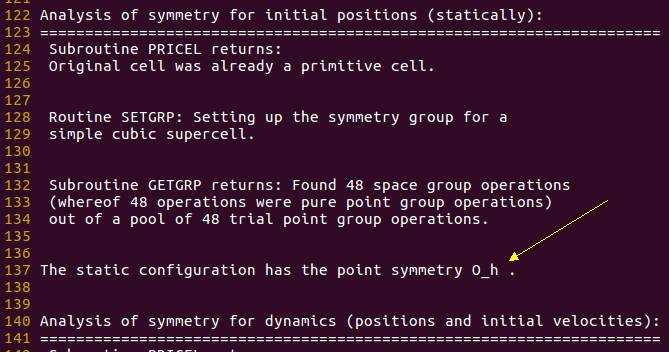 121
122 Analysis of symmetry for initial positions (statically):
123 =====================================================================
124 Subroutine PRICEL returns:
125 Original cell was already a primitive cell.
126
127
128 Routine SETGRP: Setting up the symmetry group for a
129 simple cubic supercell.
130
131
132 Subroutine GETGRP returns: Found 48 space group operations
133 (whereof 48 operations were pure point group operations)
134 out of a pool of 48 trial point group operations.
135
136
137 The static configuration has the point symmetry O_h .
138
139
140 Analysis of symmetry for dynamics (positions and initial velocities):
141 =====================================================================
142 Subroutine PRICEL returns: